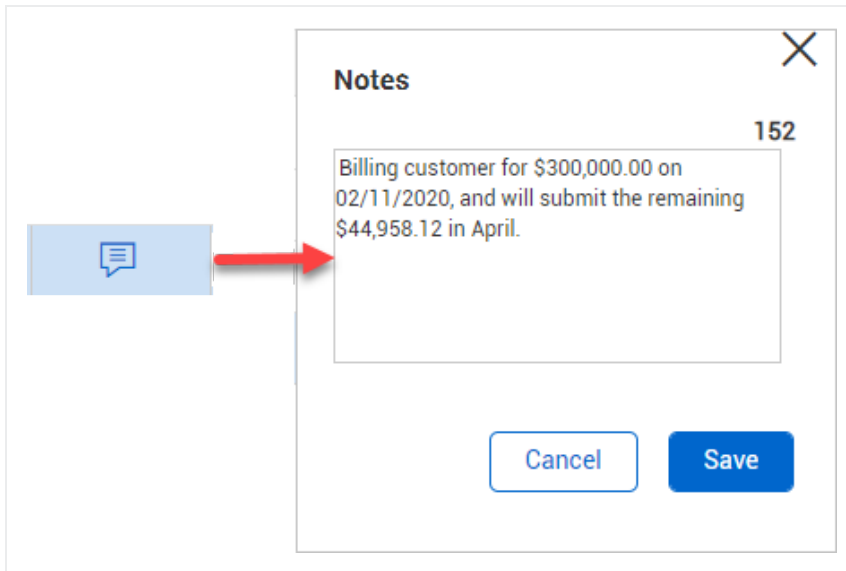 Notes
152
Billing customer for $300,000.00 on
02/11/2020, and will submit the remaining
$44,958.12 in April.
Cancel
Save